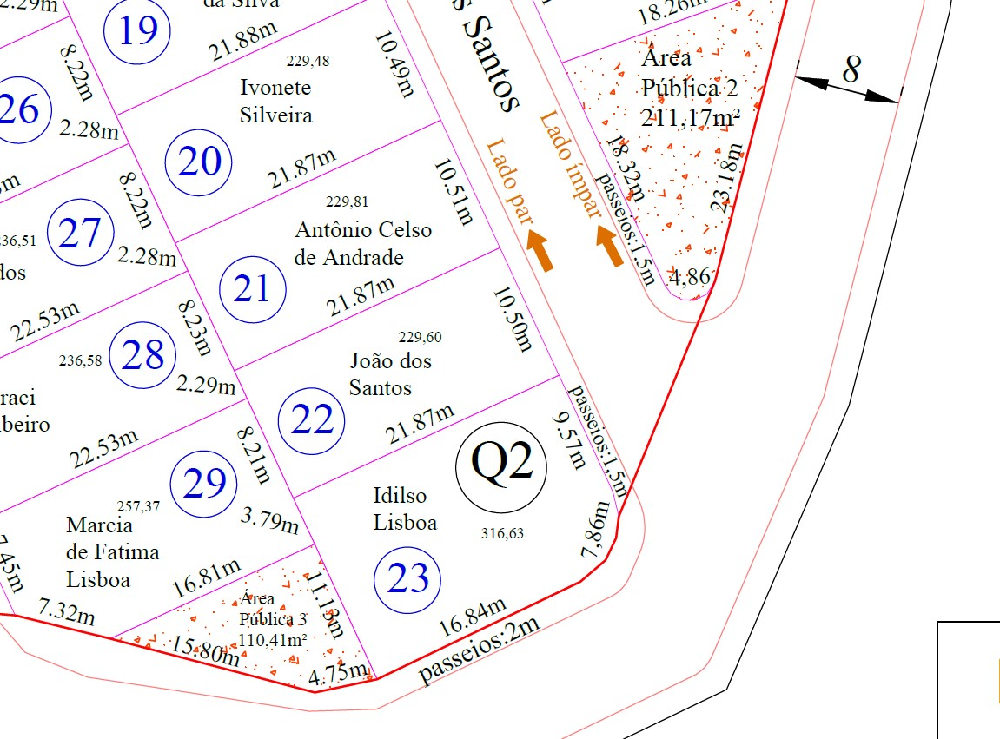 2.29m
19
da Silva
21.88m
18.26m
s Santos
8.22m
10.49m
229,48
Ivonete
Silveira
Área
Pública 2
211,17m²
8
26
2.28m
20
21.87m
Lado par
Lado ímpar
18.32m
23.18m
8.22m
10.51m
229,81
Antônio Celso
de Andrade
passeios:1,5m
27
236,51
2.28m
dos
21
21.87m
4,86
22.53m
8.23m
10.50m
229,60
João dos
Santos
28
236,58
2.29m
raci
beiro
22
21.87m
passeios:1,5m
9.57m
22.53m
8.21m
Q2
29
257,37
Marcia
de Fatima
Lisboa
3.79m
Idilso
Lisboa
316,63
7,86m
7.45m
16.81m
23
11.13m
7.32m
Área
Pública 3
110,41m²
15.80m
4.75m
16.84m
passeios:2m